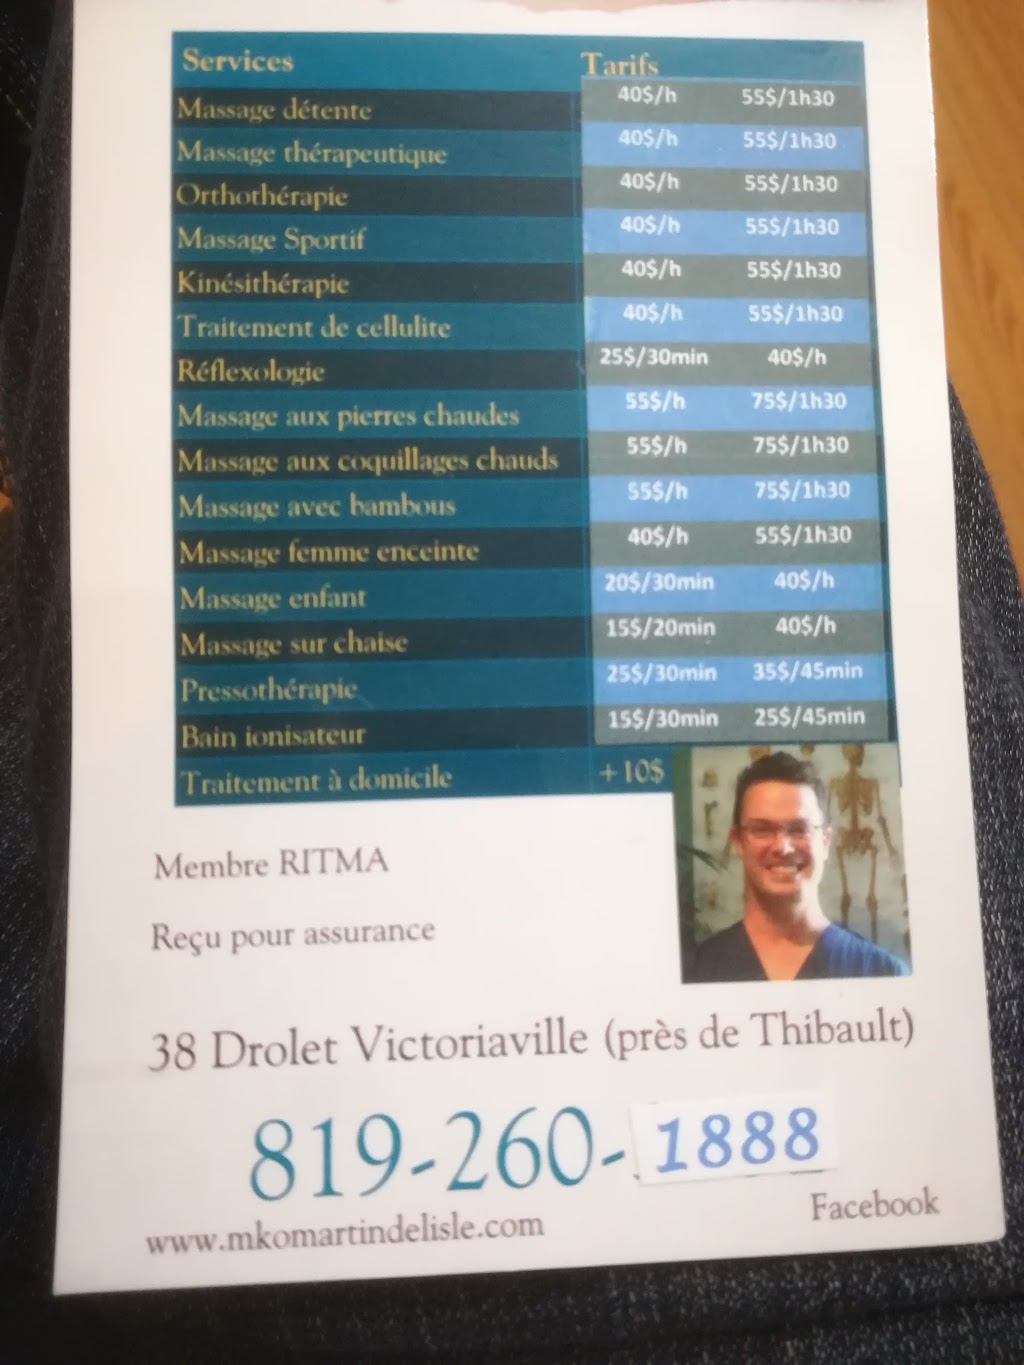 Services Tarifs
Massage détente 40$/h 55$/1h30
Massage thérapeutique 40$/h 55$/1h30
Orthothérapie 40$/h 55$/1h30
Massage Sportif 40$/h 55$/1h30
Kinésithérapie 40$/h 55$/1h30
Traitement de cellulite 40$/h 55$/1h30
Réflexologie 25$/30min 40$/h
Massage aux pierres chaudes 55$/h 75$/1h30
Massage aux coquillages chauds 55$/h 75$/1h30
Massage avec bambous 55$/h 75$/1h30
Massage femme enceinte 40$/h 55$/1h30
Massage enfant 20$/30min 40$/h
Massage sur chaise 15$/20min 40$/h
Pressothérapie 25$/30min 35$/45min
Bain ionisateur 15$/30min 25$/45min
Traitement à domicile +10$
Membre RITMA
Reçu pour assurance
38 Drolet Victoriaville (près de Thibault)
819-260-1888
www.mkomartindelisle.com Facebook